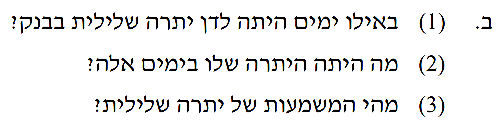 ב. (1) באילו ימים היתה לדן יתרה שלילית בבנק?
(2) מה היתה היתרה שלו בימים אלה?
(3) מהי המשמעות של יתרה שלילית?